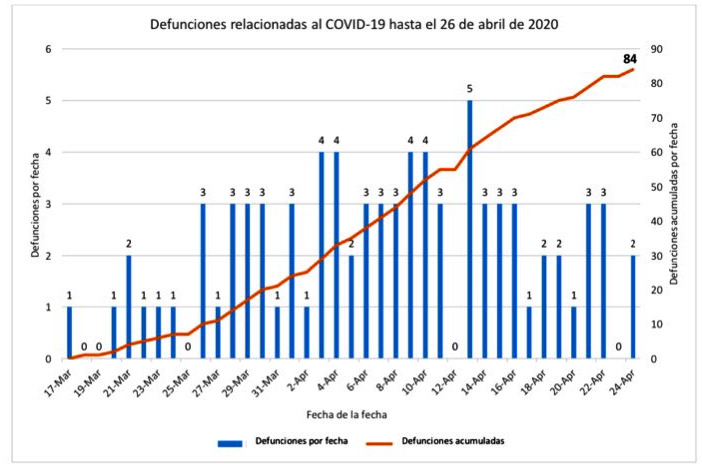 Defunciones relacionadas al COVID-19 hasta el 26 de abril de 2020
6 90
84
5 5 80
70
4 4 4 4 4 60
50
3 3 3 3 3 3 3 3 3 3 3 3 3 3 3 3
40
2 2 2 2 2 2 30
20
1 1 1 1 1 1 1 1 1 1 1
10
0 0 0 0 0 0 0
Defunciones por fecha
Defunciones acumuladas por fecha
17-Mar 19-Mar 21-Mar 23-Mar 25-Mar 27-Mar 29-Mar 31-Mar 2-Apr 4-Apr 6-Apr 8-Apr 10-Apr 12-Apr 14-Apr 16-Apr 18-Apr 20-Apr 22-Apr 24-Apr
Fecha de la fecha
Defunciones por fecha Defunciones acumuladas